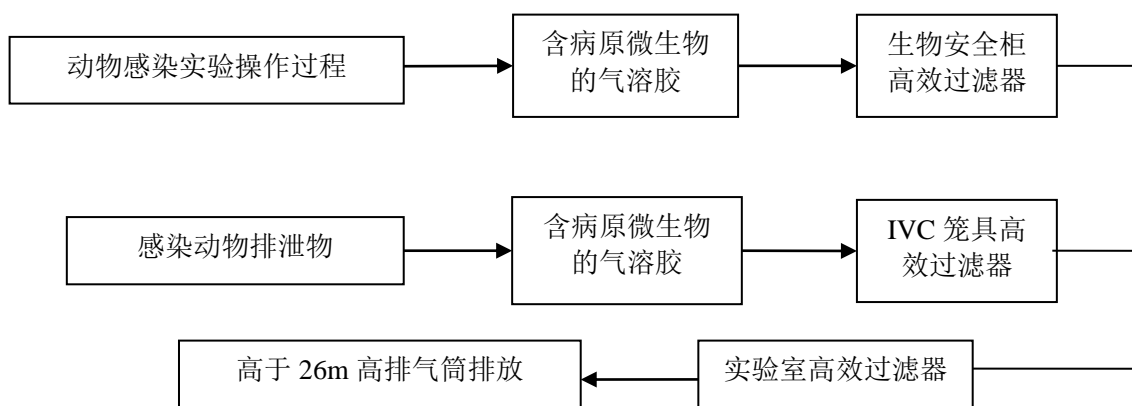 动物感染实验操作过程
含病原微生物
的气溶胶
生物安全柜
高效过滤器
感染动物排泄物
含病原微生物
的气溶胶
IVC 笼具高
效过滤器
高于 26m 高排气筒排放
实验室高效过滤器